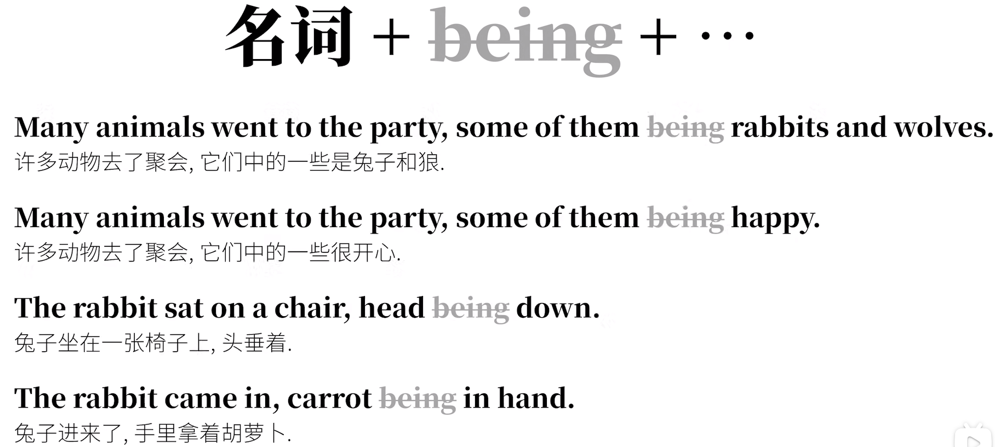 名词 + being + ···
Many animals went to the party, some of them being rabbits and wolves.
许多动物去了聚会, 它们中的一些是兔子和狼.
Many animals went to the party, some of them being happy.
许多动物去了聚会, 它们中的一些很开心.
The rabbit sat on a chair, head being down.
兔子坐在一张椅子上, 头垂着.
The rabbit came in, carrot being in hand.
兔子进来了, 手里拿着胡萝卜.